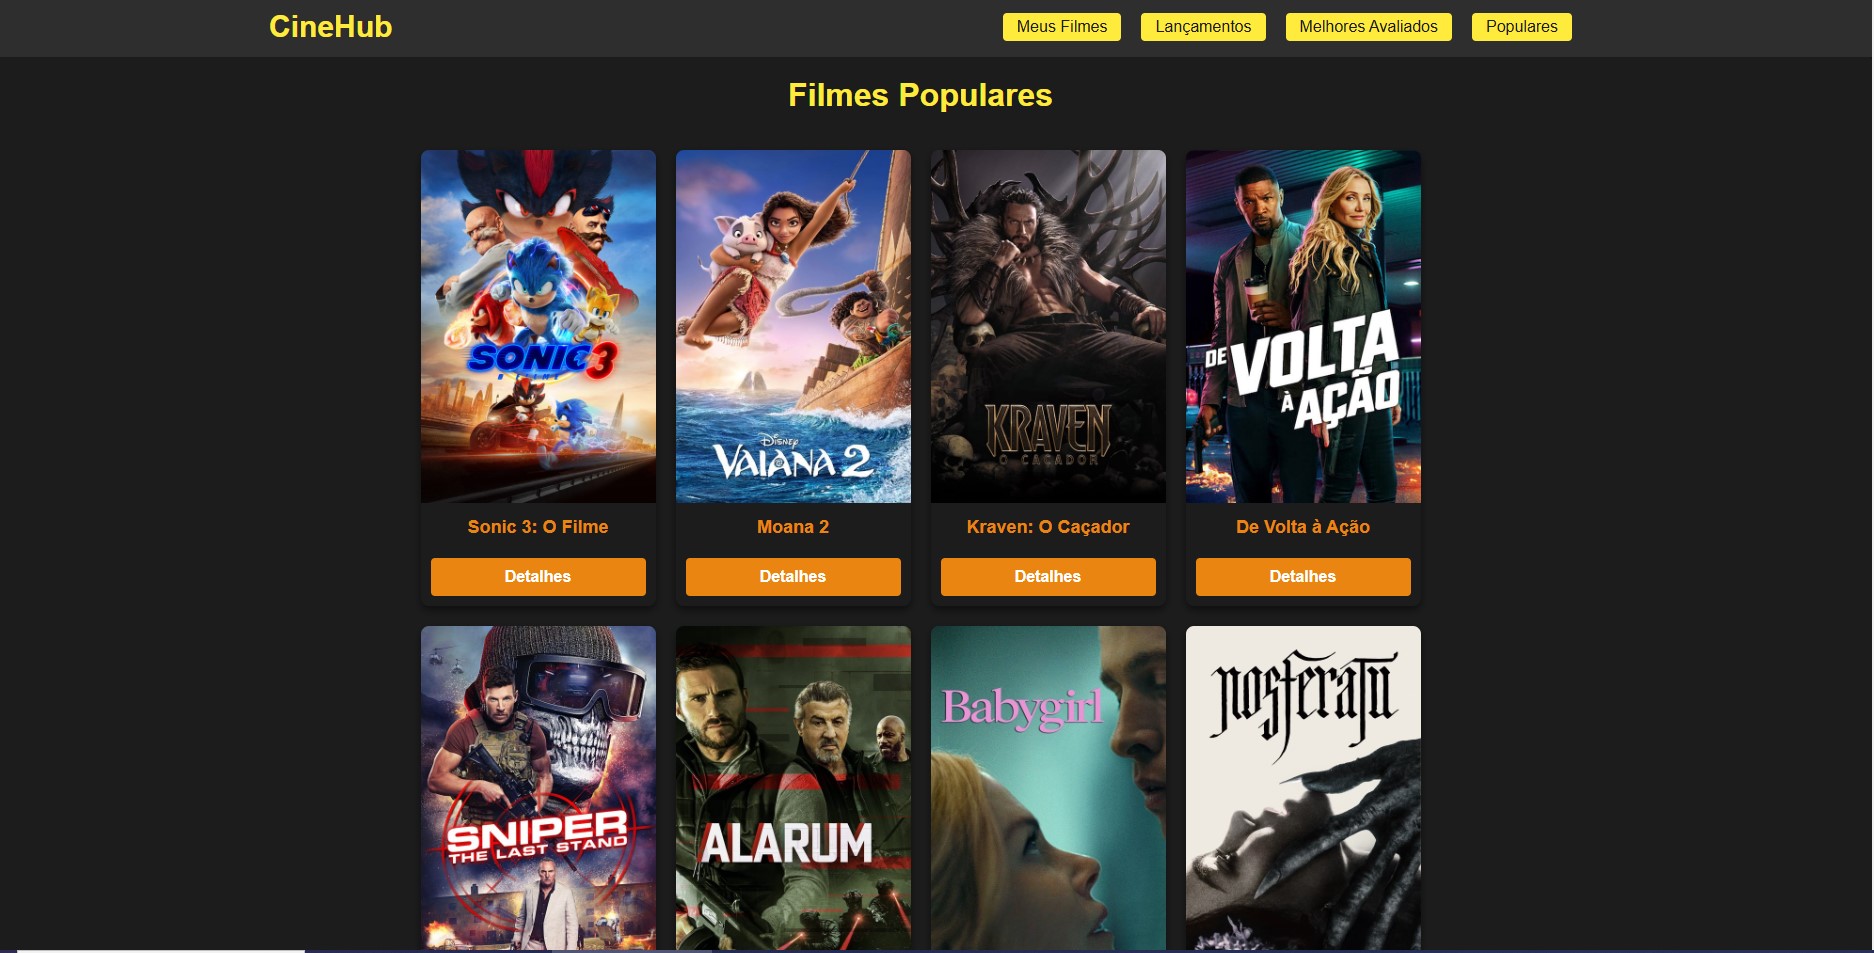 CineHub
Meus Filmes
Lançamentos
Melhores Avaliados
Populares
Filmes Populares
SONIC 3
DISNEY
VAIANA 2
KRAVEN
O CAÇADOR
DE VOLTA
À AÇÃO
Sonic 3: O Filme
Moana 2
Kraven: O Caçador
De Volta à Ação
Detalhes
Detalhes
Detalhes
Detalhes
SNIPER
THE LAST STAND
ALARUM
Babygirl
nosferatu